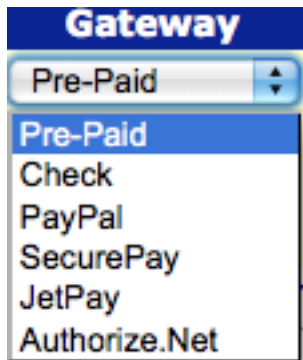 Gateway
Pre-Paid
Pre-Paid
Check
PayPal
SecurePay
JetPay
Authorize.Net